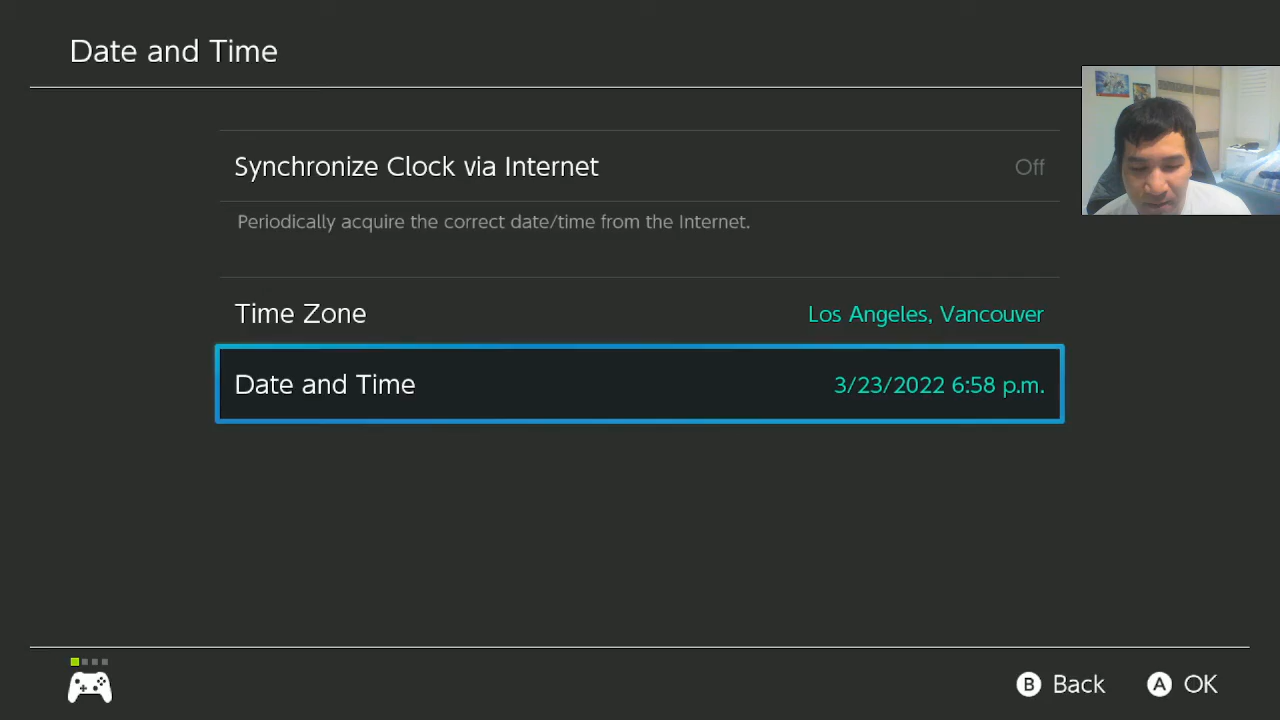 Date and Time
Synchronize Clock via Internet Off
Periodically acquire the correct date/time from the Internet.
Time Zone Los Angeles, Vancouver
Date and Time 3/23/2022 6:58 p.m.
B Back A OK